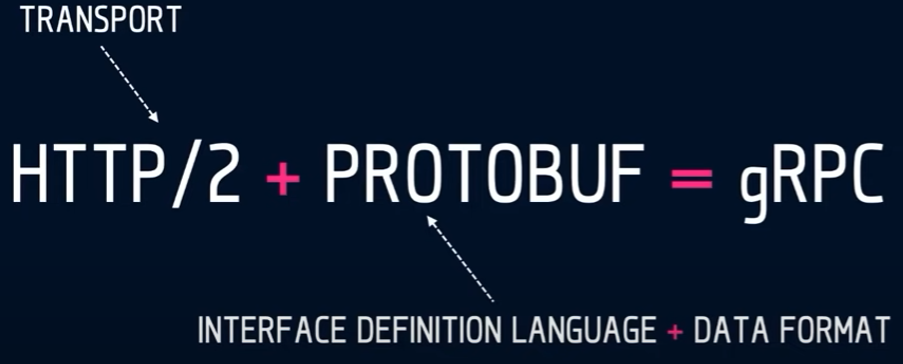 TRANSPORT
HTTP/2 + PROTOBUF = gRPC
INTERFACE DEFINITION LANGUAGE + DATA FORMAT